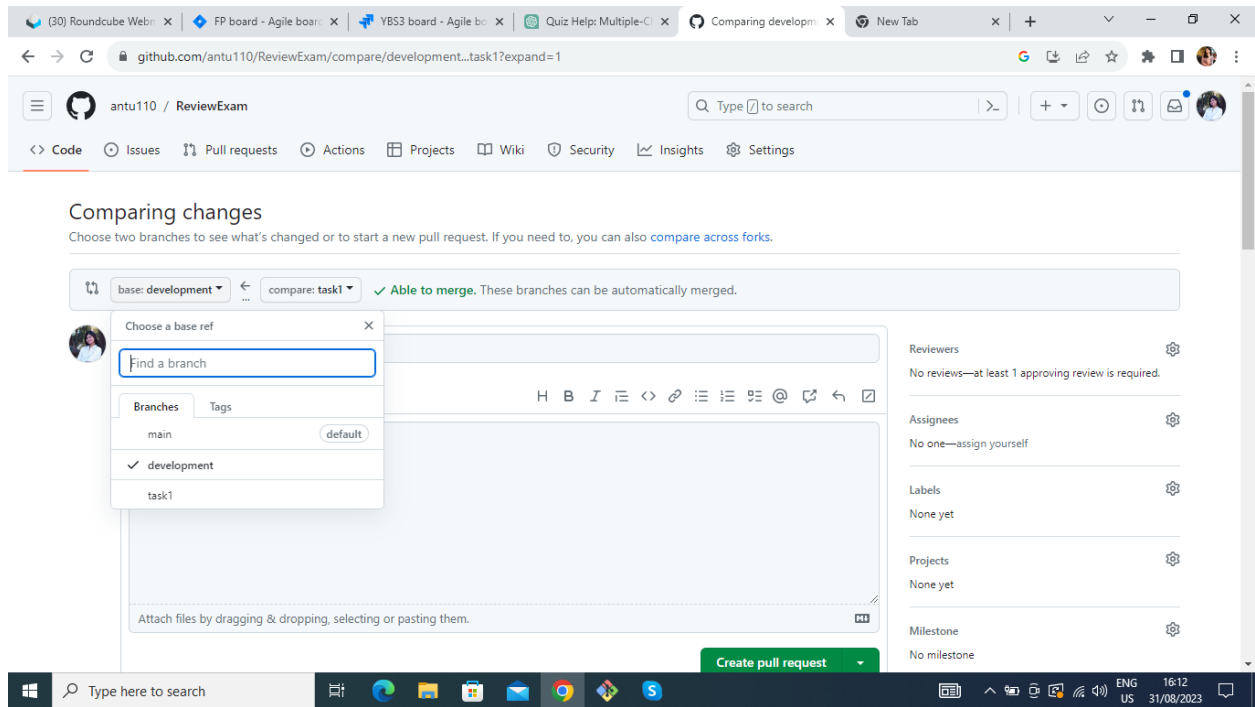 (30) Roundcube Webm
FP board - Agile board
YBS3 board - Agile bo
Quiz Help: Multiple-Cl
Comparing developm
New Tab
github.com/antu110/ReviewExam/compare/development...task1?expand=1
antu110 / ReviewExam
Type / to search
Code Issues Pull requests Actions Projects Wiki Security Insights Settings
Comparing changes
Choose two branches to see what's changed or to start a new pull request. If you need to, you can also compare across forks.
base: development ← ... compare: task1 ✓ Able to merge. These branches can be automatically merged.
Choose a base ref
Find a branch
Branches Tags
main default
development
task1
H B I @
Attach files by dragging & dropping, selecting or pasting them.
Create pull request
Reviewers
No reviews—at least 1 approving review is required.
Assignees
No one—assign yourself
Labels
None yet
Projects
None yet
Milestone
No milestone
Type here to search
ENG
US
16:12
31/08/2023